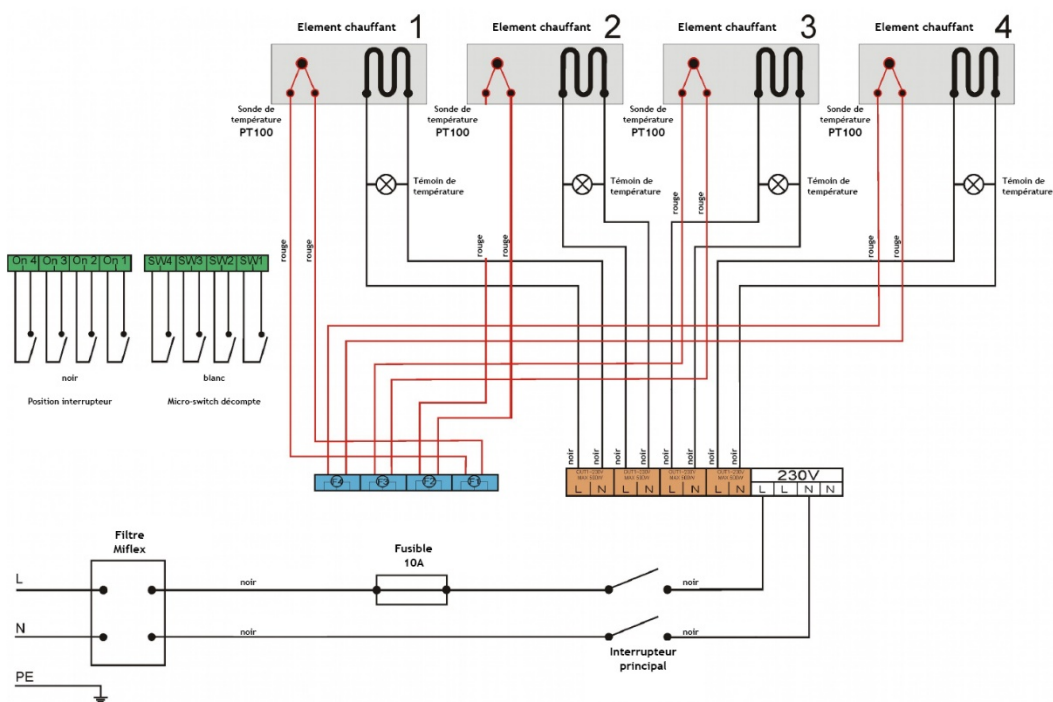 Element chauffant 1
Element chauffant 2
Element chauffant 3
Element chauffant 4
Sonde de
température
PT100
Sonde de
température
PT100
Sonde de
température
PT100
Sonde de
température
PT100
Témoin de
température
Témoin de
température
Témoin de
température
Témoin de
température
rouge
rouge
rouge
rouge
rouge
rouge
rouge
rouge
On 4 On 3 On 2 On 1
SW4 SW3 SW2 SW1
noir
blanc
Position interrupteur
Micro-switch décompte
noir
noir
noir
noir
noir
noir
noir
noir
F4 F3 F2 F1
L N L N L N L N
230V
L L N N
Filtre
Miflex
Fusible
10A
L
noir
noir
N
noir
noir
Interrupteur
principal
PE